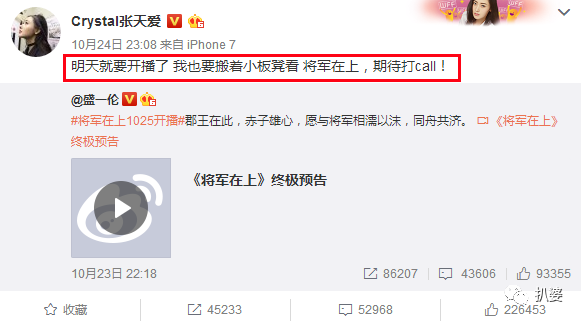 Crystal张天爱
10月24日 23:08 来自 iPhone 7
明天就要开播了 我也要搬着小板凳看 将军在上，期待打call！
@盛一伦
#将军在上1025开播#郡王在此，赤子雄心，愿与将军相濡以沫，同舟共济。《将军在上》
终极预告
《将军在上》终极预告
10月23日 22:18
86207
43606
93355
扒婆
收藏
45233
52968
226453